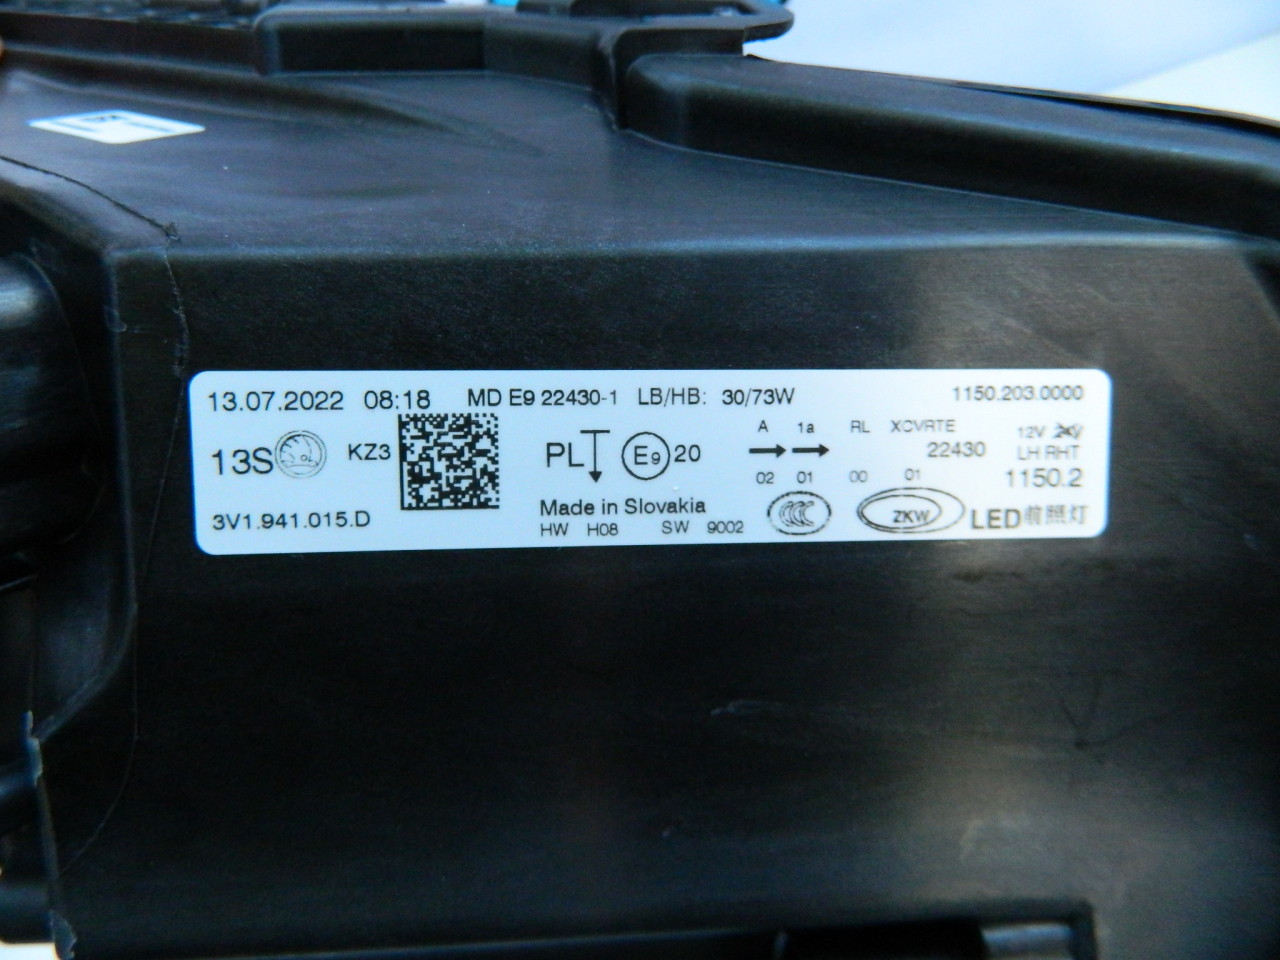 13.07.2022 08:18 MD E9 22430-1 LB/HB: 30/73W 1150.203.0000
13S KZ3 PL E9 20
A 1a RL XCVRTE 12V 24V
22430 LH RHT
02 01 00 01 1150.2
3V1.941.015.D Made in Slovakia
HW H08 SW 9002 CCC ZKW LED前照灯